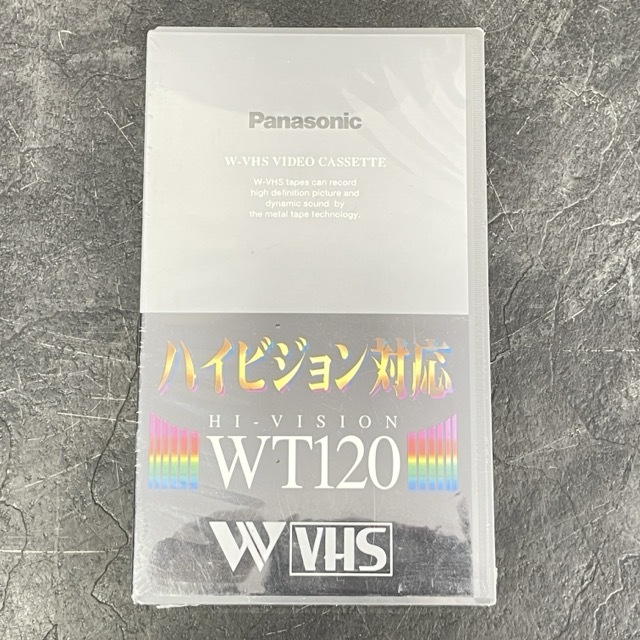 Panasonic
W-VHS VIDEO CASSETTE
W-VHS tapes can record
high definition picture and
dynamic sound by
the metal tape technology.
ハイビジョン対応
HI-VISION
WT120
W VHS